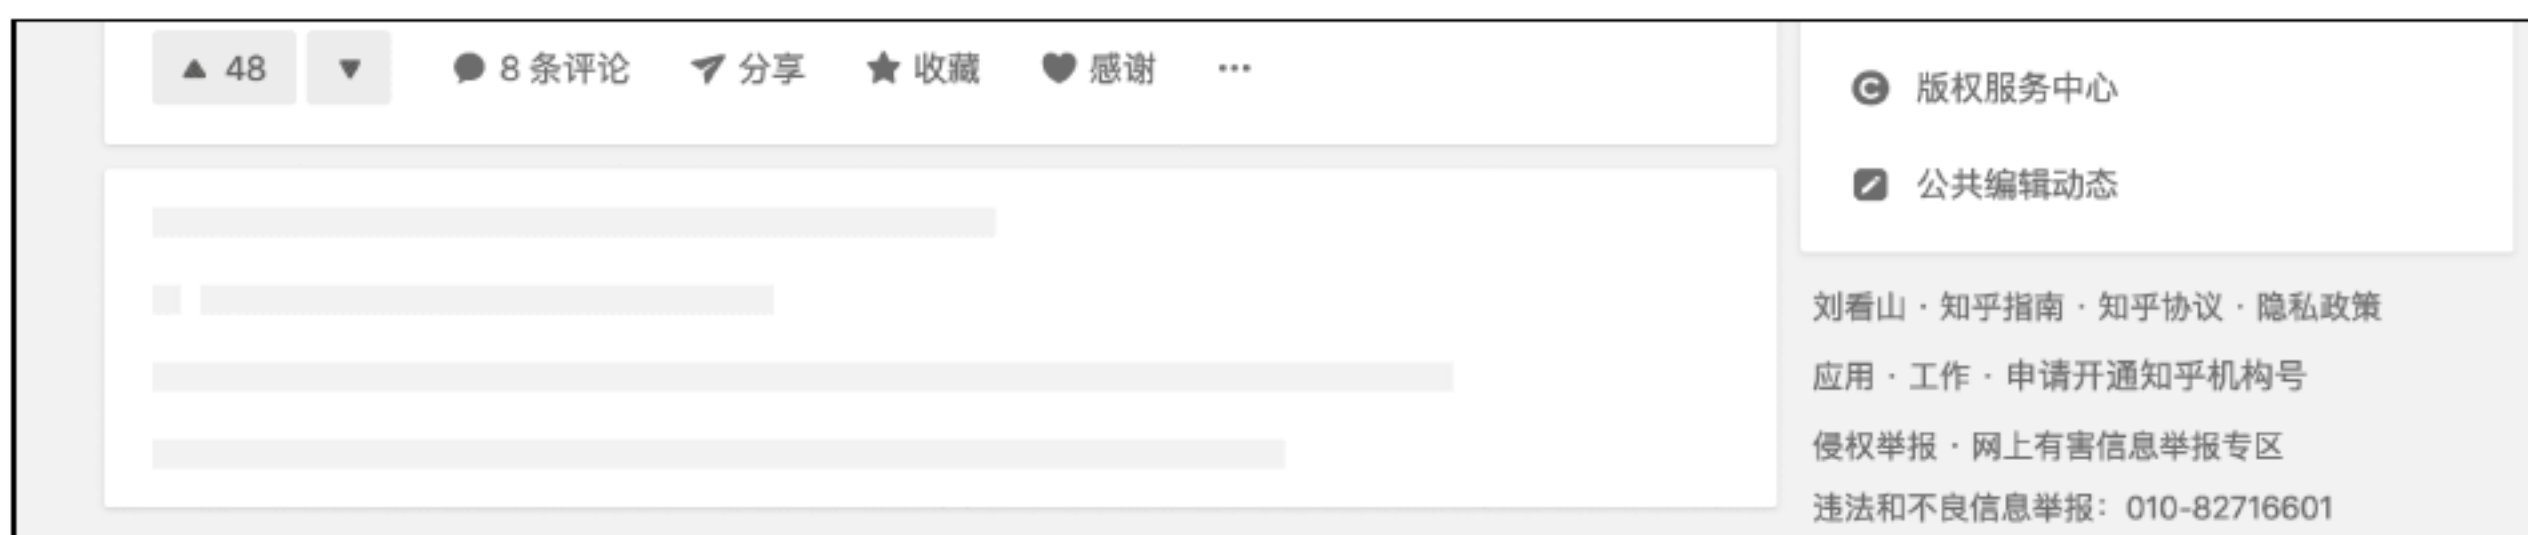 48 8 条评论 分享 收藏 感谢
版权服务中心
公共编辑动态
刘看山 · 知乎指南 · 知乎协议 · 隐私政策
应用 · 工作 · 申请开通知乎机构号
侵权举报 · 网上有害信息举报专区
违法和不良信息举报：010-82716601